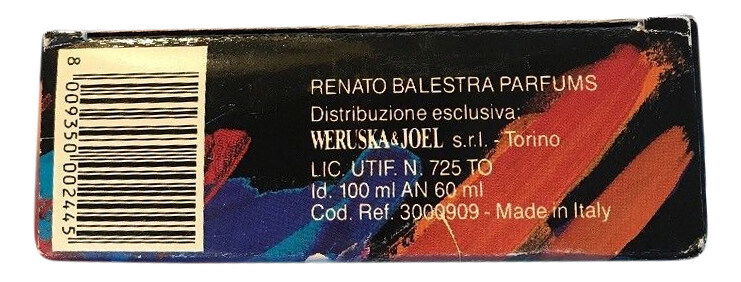 RENATO BALESTRA PARFUMS
Distribuzione esclusiva:
WERUSKA&JOEL s.r.l. - Torino
LIC. UTIF. N. 725 TO
Id. 100 ml AN 60 ml
Cod. Ref. 3000909 - Made in Italy
8 009350 002445